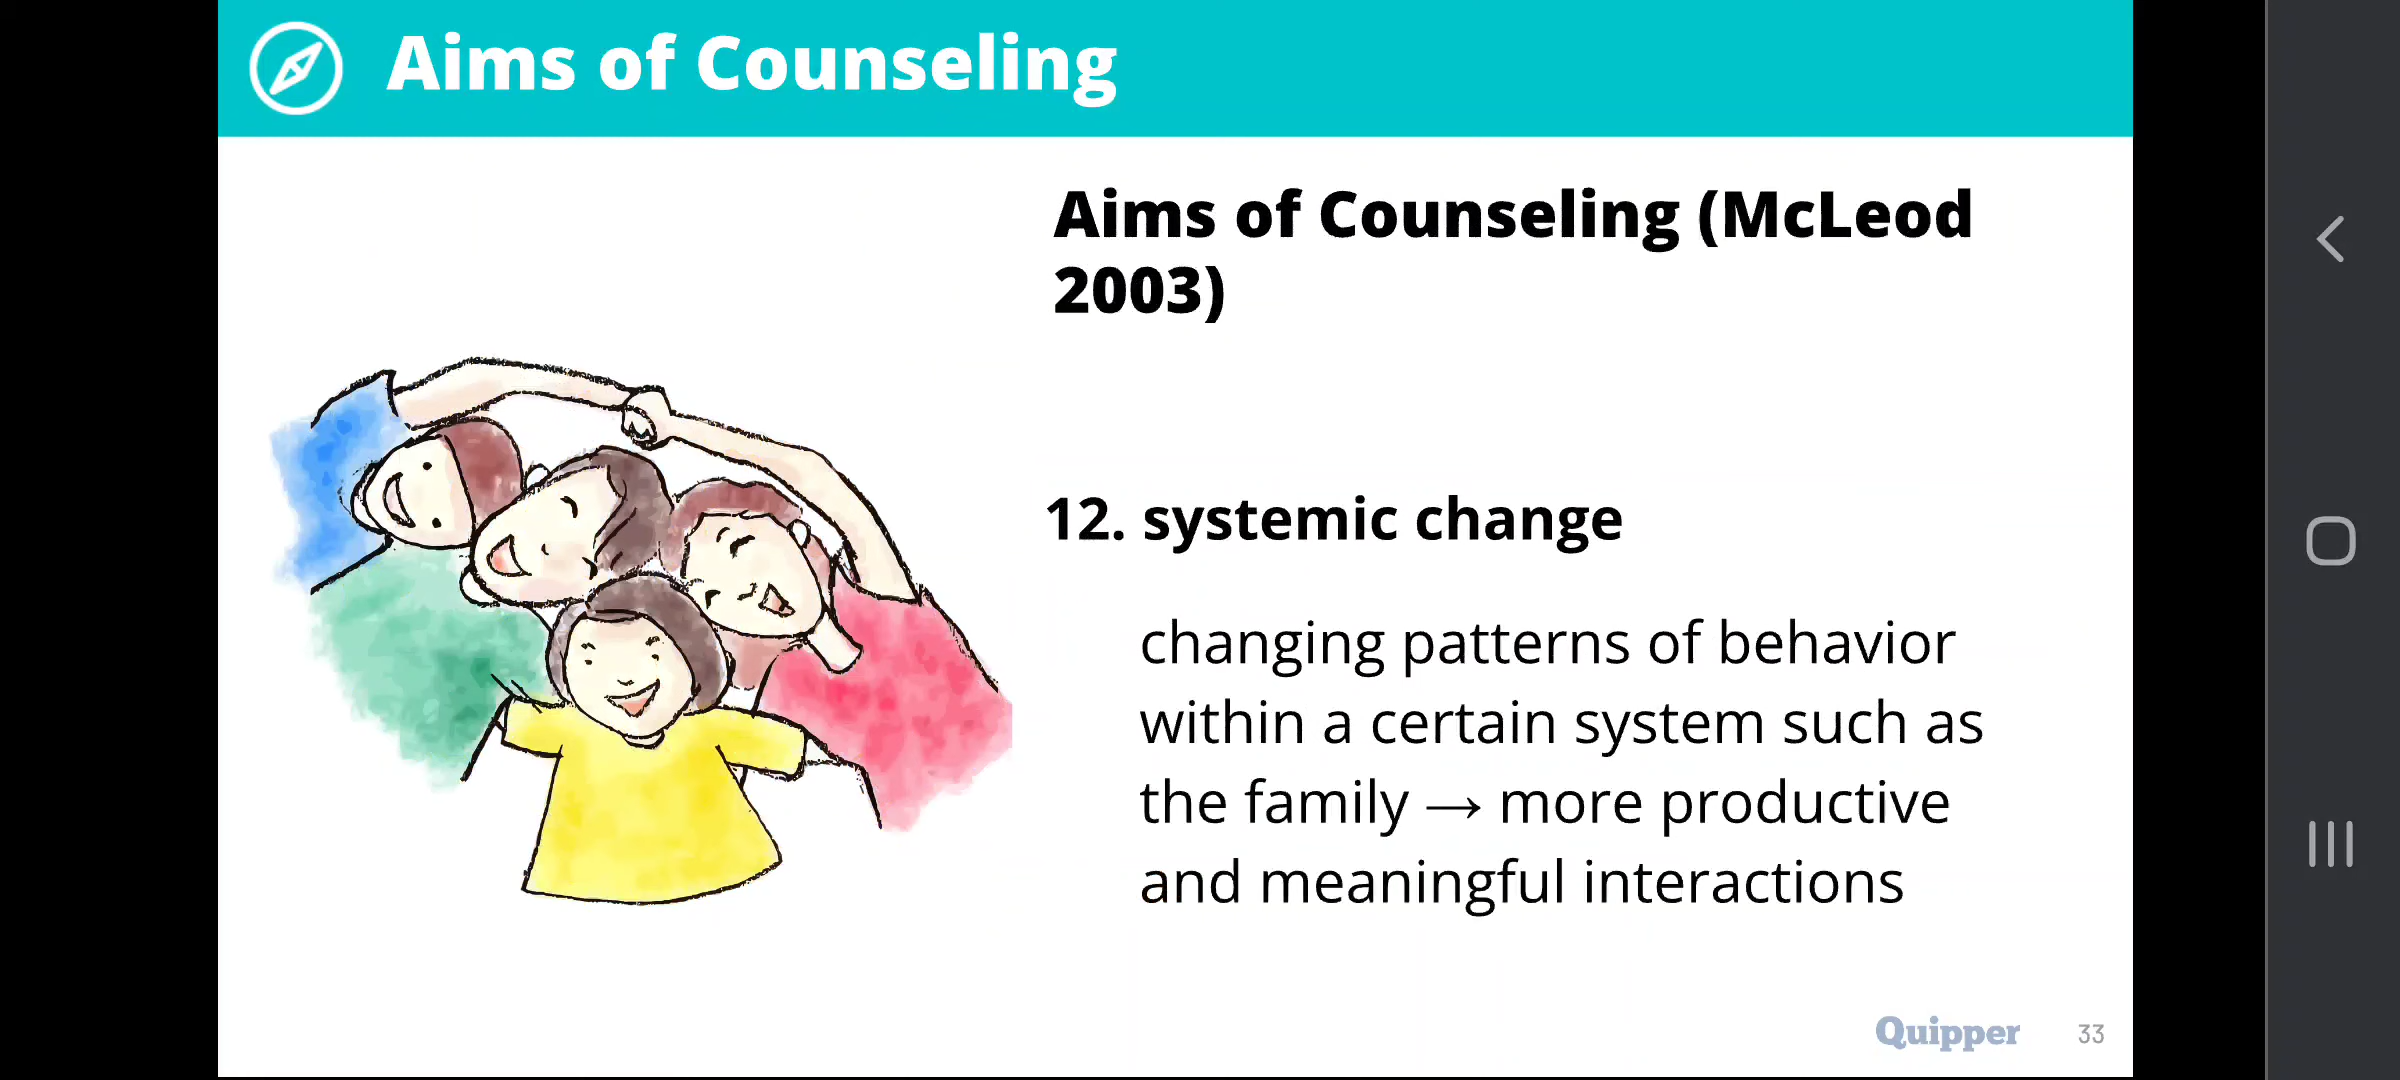 Aims of Counseling
Aims of Counseling (McLeod
2003)
12. systemic change
changing patterns of behavior
within a certain system such as
the family → more productive
and meaningful interactions
Quipper 33